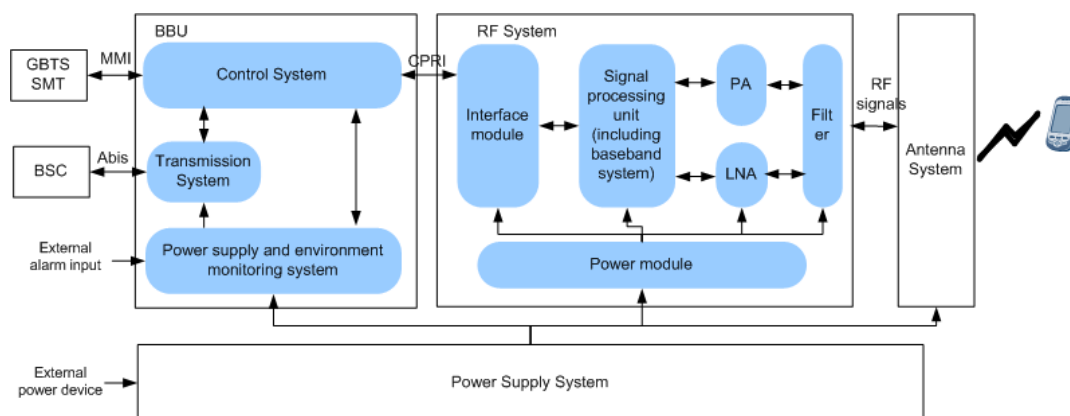 BBU
RF System
GBTS
SMT
MMI
Control System
CPRI
Interface
module
Signal
processing
unit
(including
baseband
system)
PA
LNA
Filt
er
RF
signals
Antenna
System
BSC
Abis
Transmission
System
External
alarm input
Power supply and environment
monitoring system
Power module
External
power device
Power Supply System